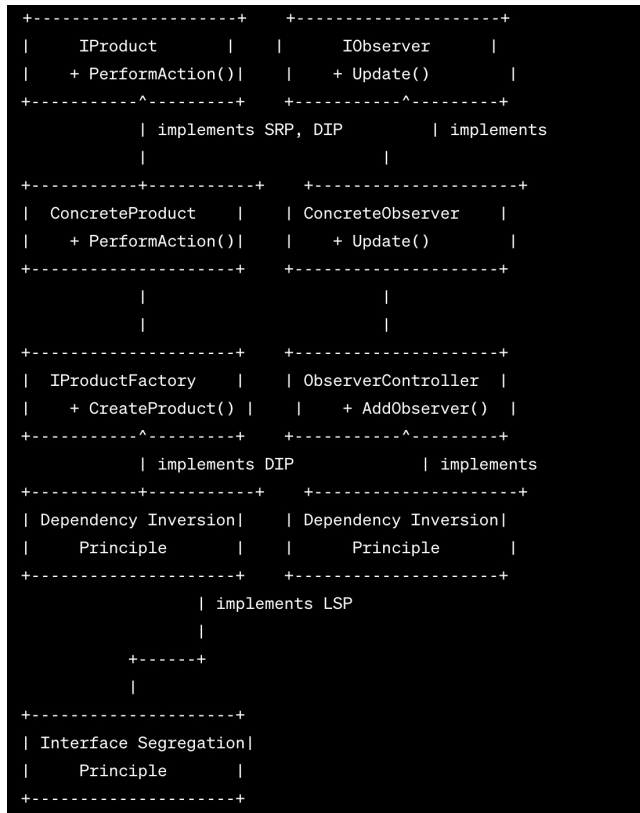 +---------------------+    +---------------------+
|     IProduct       |    |      IObserver      |
|    + PerformAction()|    |    + Update()        |
+-----------^---------+    +-----------^---------+
            | implements SRP, DIP         | implements
            |                        |
+-----------+-----------+    +---------------------+
|  ConcreteProduct    |    | ConcreteObserver    |
|    + PerformAction()|    |    + Update()        |
+---------------------+    +---------------------+
            |                        |
            |                        |
+---------------------+    +---------------------+
|  IProductFactory    |    | ObserverController  |
|    + CreateProduct() |    |    + AddObserver()  |
+-----------^---------+    +-----------^---------+
            | implements DIP             | implements
+-----------+-----------+    +---------------------+
| Dependency Inversion|    | Dependency Inversion|
|     Principle       |    |      Principle       |
+---------------------+    +---------------------+
                  | implements LSP
                  |
           +------+
           |
+---------------------+
| Interface Segregation|
|     Principle       |
+---------------------+